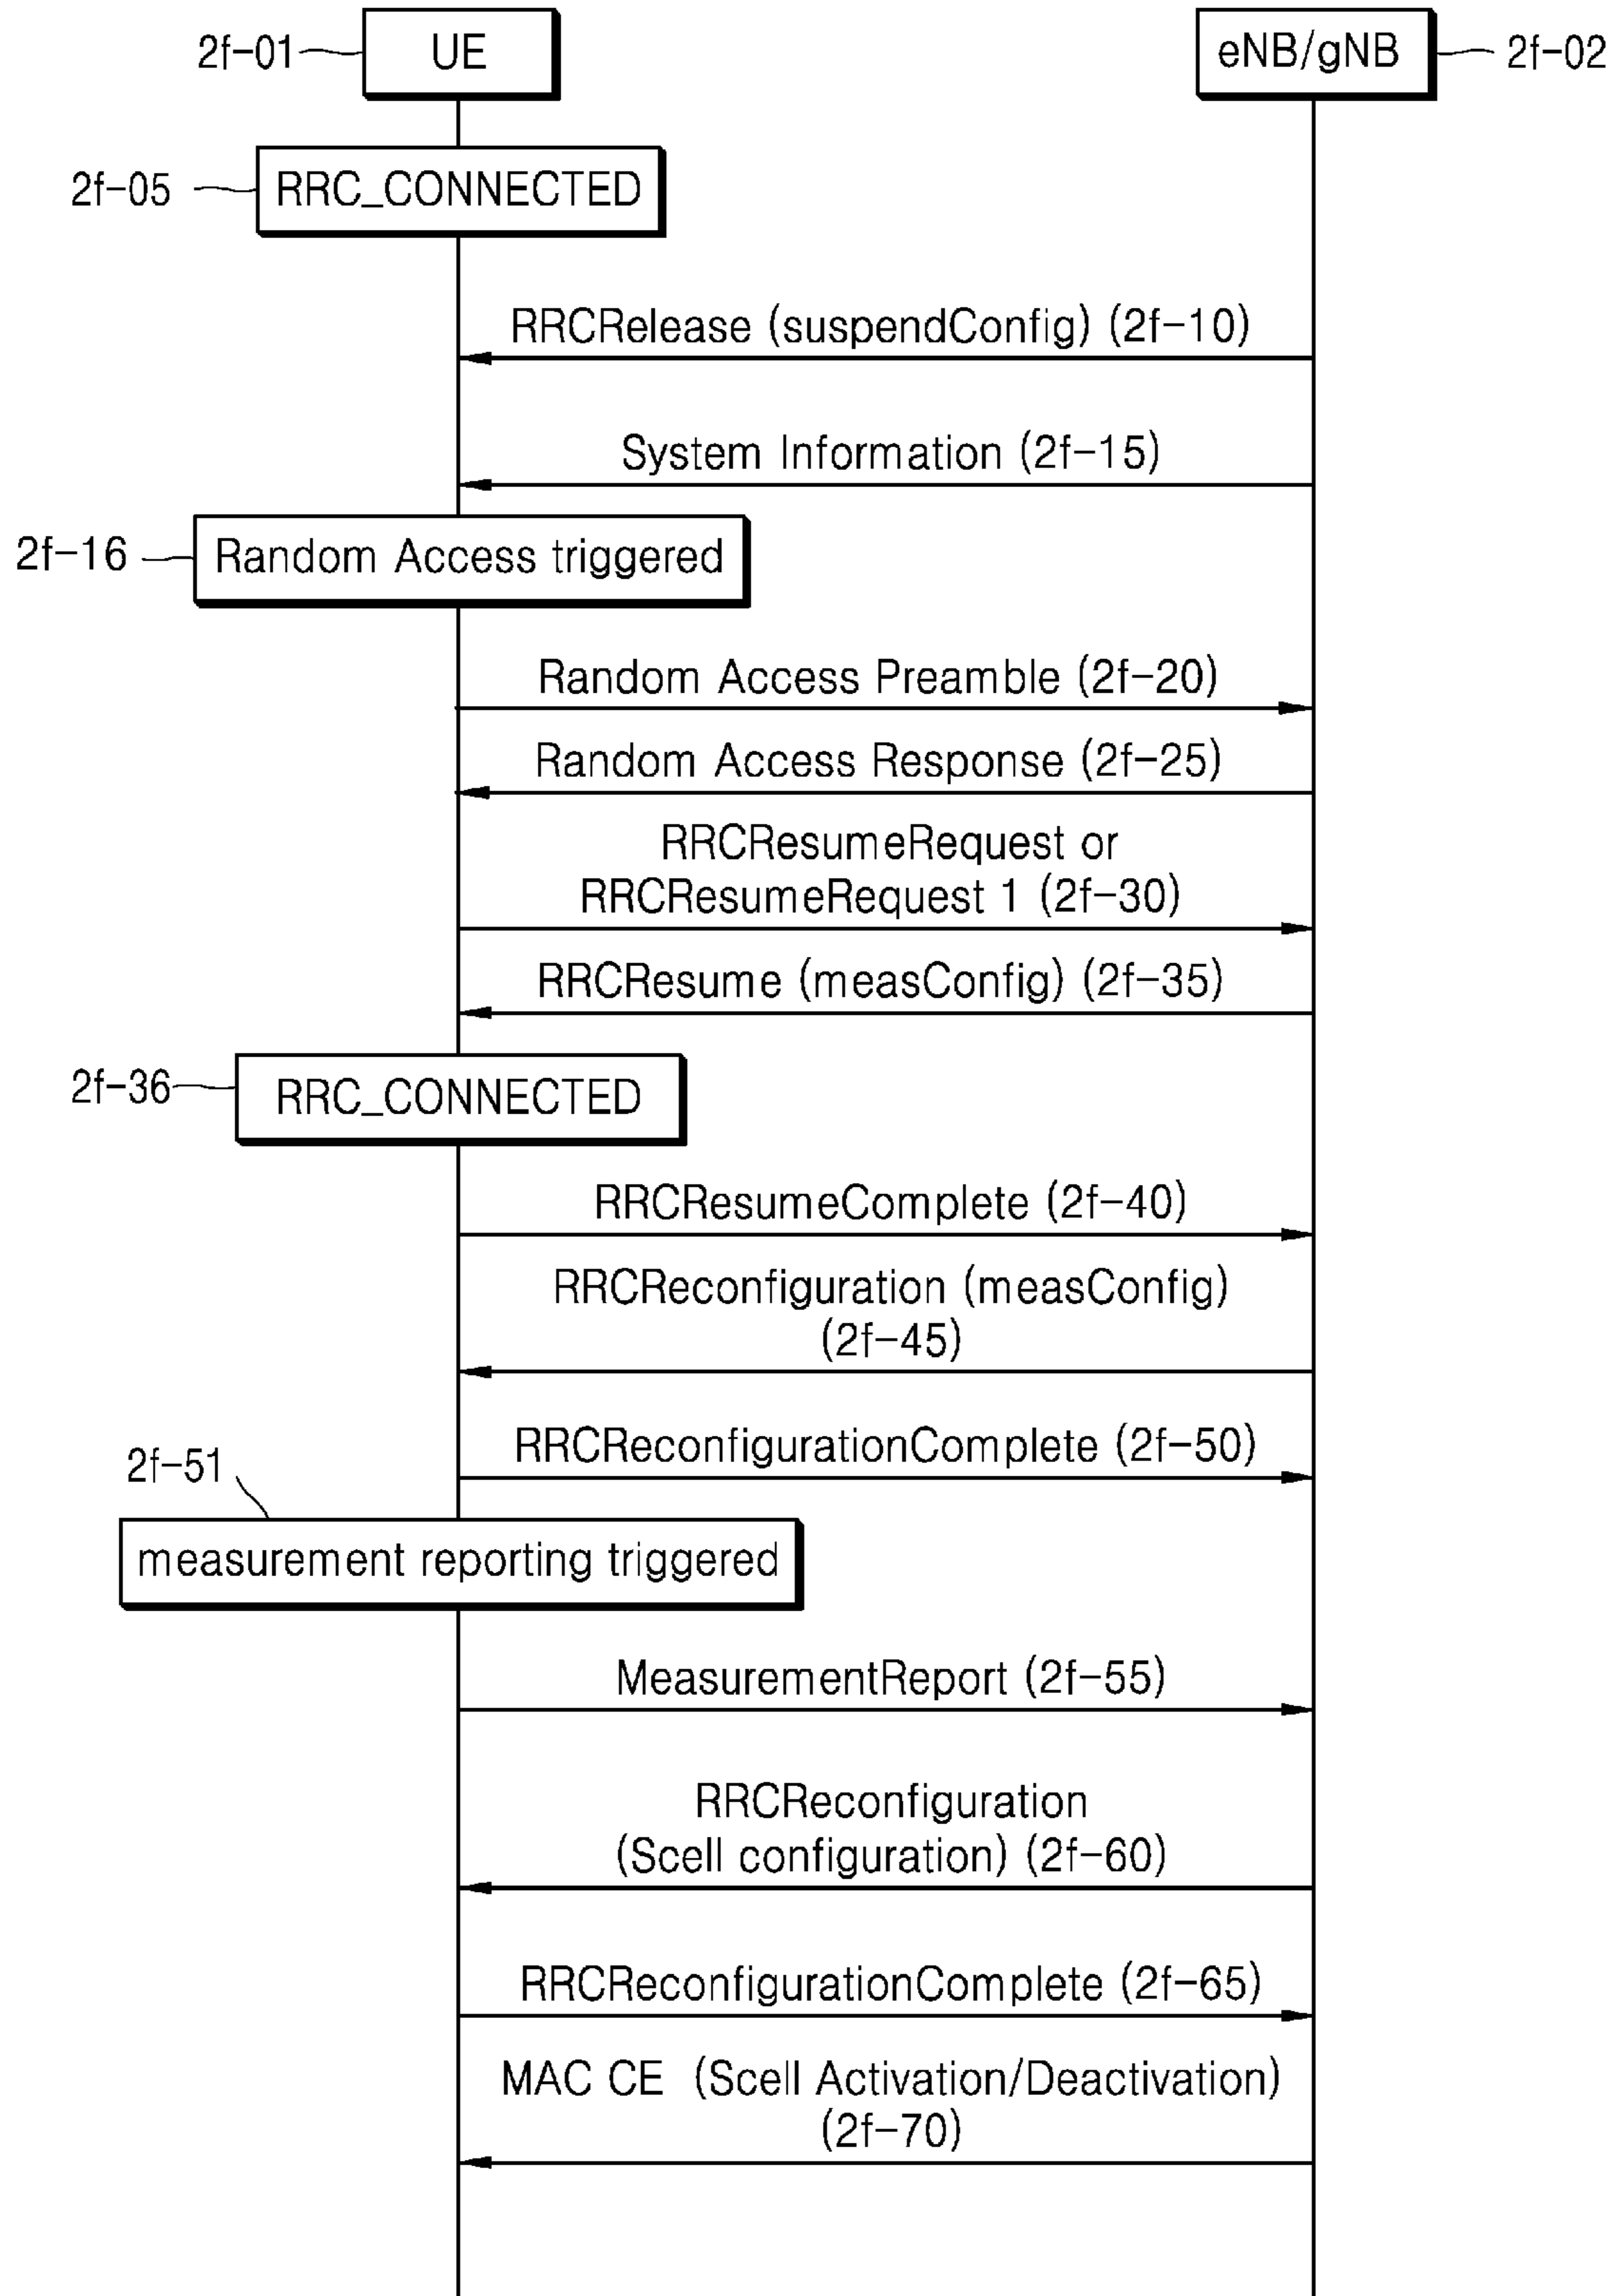 2f-01
UE
eNB/gNB
2f-02
2f-05
RRC_CONNECTED
RRCRelease (suspendConfig) (2f-10)
System Information (2f-15)
2f-16
Random Access triggered
Random Access Preamble (2f-20)
Random Access Response (2f-25)
RRCResumeRequest or
RRCResumeRequest 1 (2f-30)
RRCResume (measConfig) (2f-35)
2f-36
RRC_CONNECTED
RRCResumeComplete (2f-40)
RRCReconfiguration (measConfig)
(2f-45)
RRCReconfigurationComplete (2f-50)
2f-51
measurement reporting triggered
MeasurementReport (2f-55)
RRCReconfiguration
(Scell configuration) (2f-60)
RRCReconfigurationComplete (2f-65)
MAC CE (Scell Activation/Deactivation)
(2f-70)